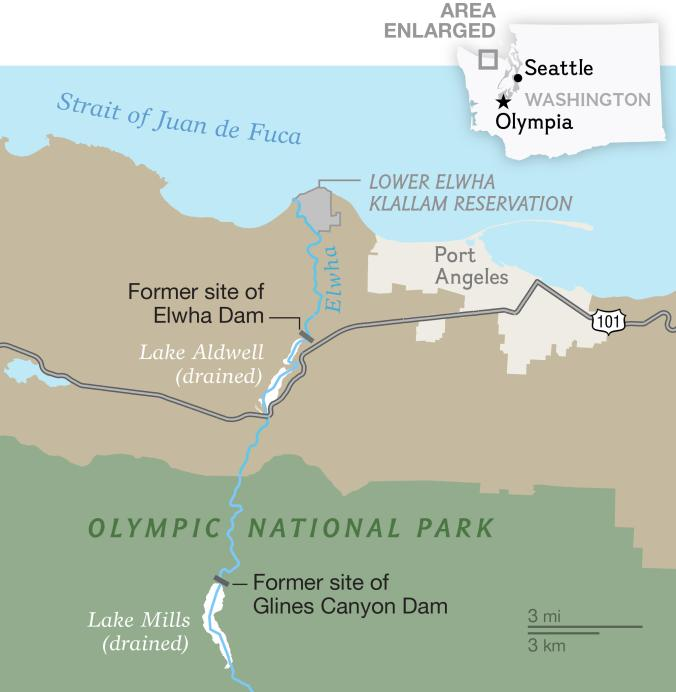 AREA
ENLARGED
Seattle
WASHINGTON
Olympia
Strait of Juan de Fuca
LOWER ELWHA
KLALLAM RESERVATION
Port
Angeles
Elwha
Former site of
Elwha Dam
101
Lake Aldwell
(drained)
OLYMPIC NATIONAL PARK
Former site of
Glines Canyon Dam
Lake Mills
(drained)
3 mi
3 km